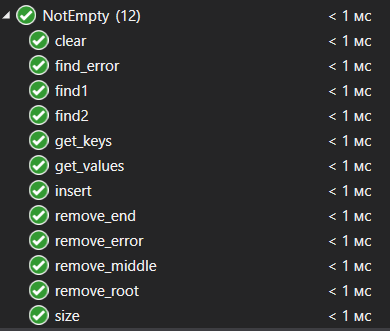 NotEmpty (12) < 1 мс
clear < 1 мс
find_error < 1 мс
find1 < 1 мс
find2 < 1 мс
get_keys < 1 мс
get_values < 1 мс
insert < 1 мс
remove_end < 1 мс
remove_error < 1 мс
remove_middle < 1 мс
remove_root < 1 мс
size < 1 мс